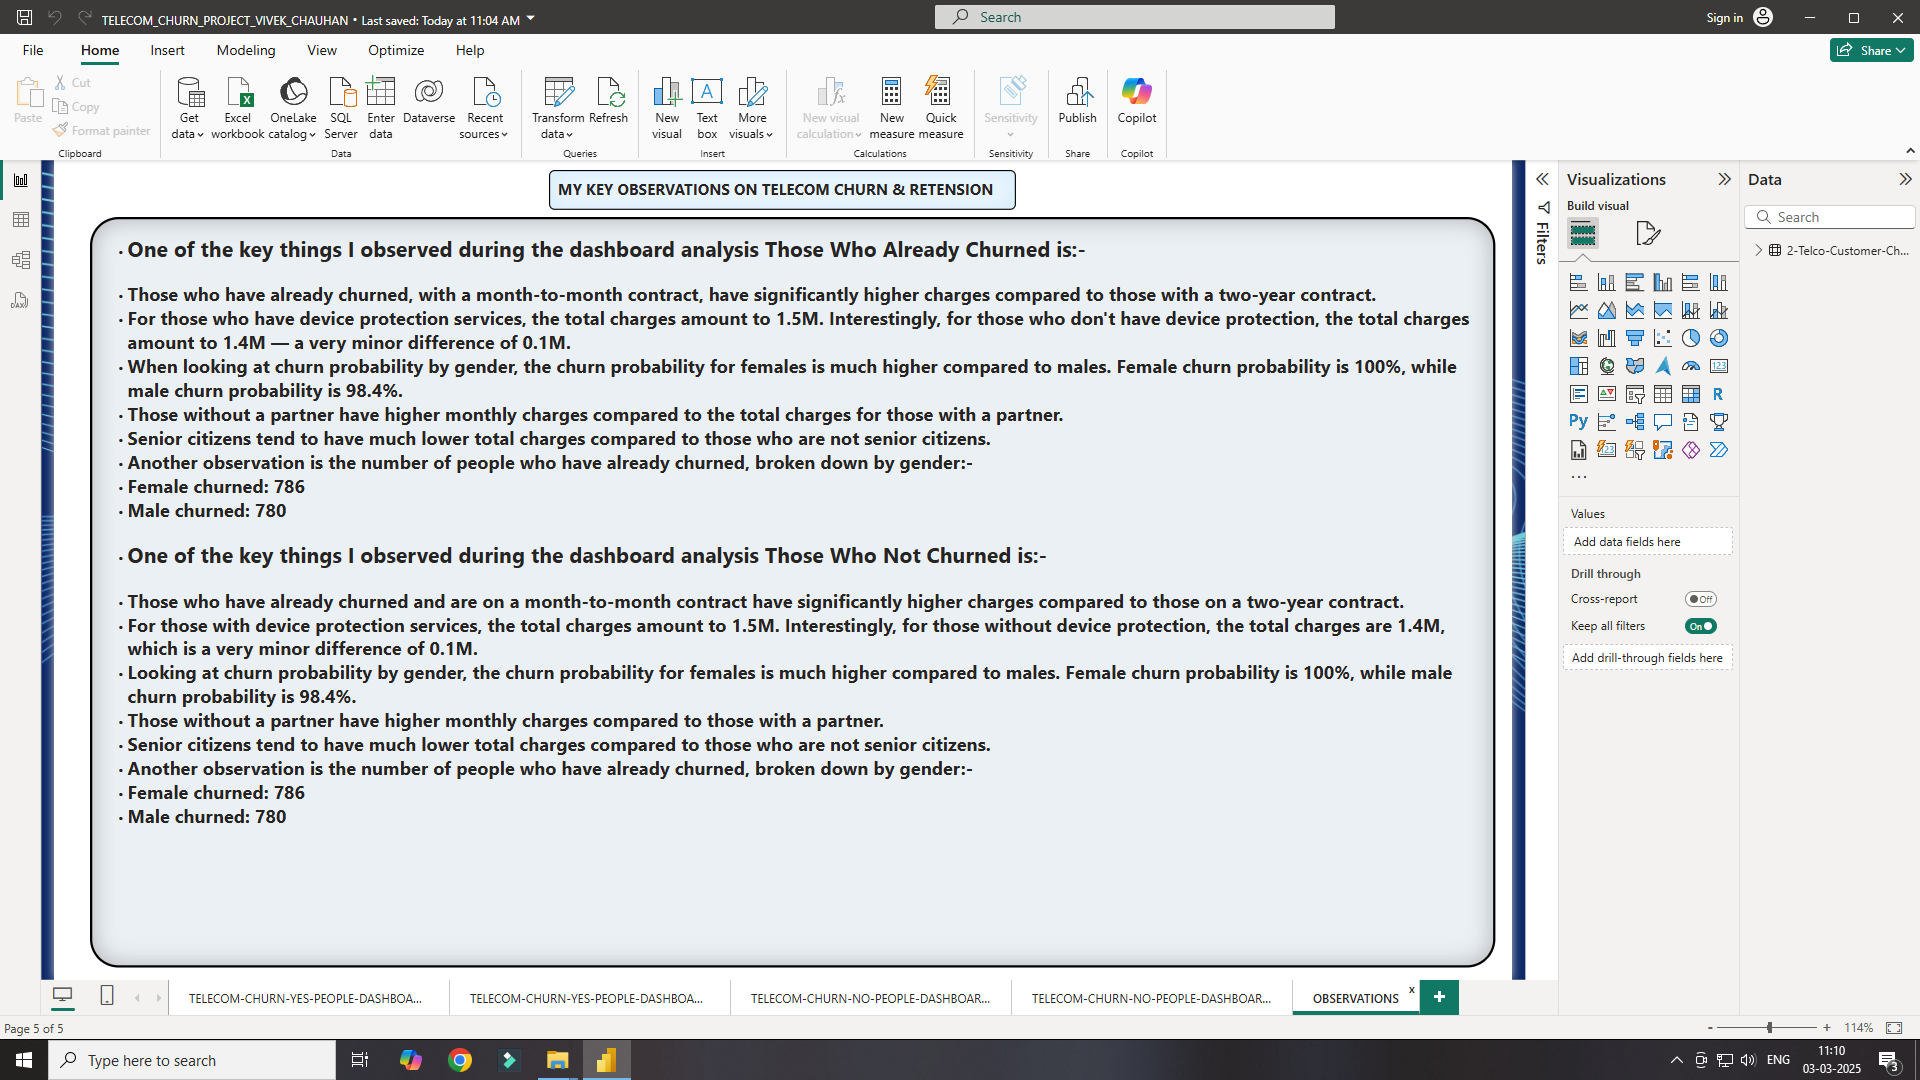 TELECOM_CHURN_PROJECT_VIVEK_CHAUHAN • Last saved: Today at 11:04 AM
Search
Sign in
File
Home
Insert
Modeling
View
Optimize
Help
Share
Paste
Cut
Copy
Format painter
Clipboard
Get data
Excel workbook
OneLake catalog
SQL Server
Enter data
Dataverse
Recent sources
Data
Transform data
Refresh
Queries
New visual
Text box
More visuals
Insert
New visual calculation
New measure
Quick measure
Calculations
Sensitivity
Sensitivity
Publish
Share
Copilot
Copilot
MY KEY OBSERVATIONS ON TELECOM CHURN & RETENSION
• One of the key things I observed during the dashboard analysis Those Who Already Churned is:-
• Those who have already churned, with a month-to-month contract, have significantly higher charges compared to those with a two-year contract.
• For those who have device protection services, the total charges amount to 1.5M. Interestingly, for those who don't have device protection, the total charges
amount to 1.4M — a very minor difference of 0.1M.
• When looking at churn probability by gender, the churn probability for females is much higher compared to males. Female churn probability is 100%, while
male churn probability is 98.4%.
• Those without a partner have higher monthly charges compared to the total charges for those with a partner.
• Senior citizens tend to have much lower total charges compared to those who are not senior citizens.
• Another observation is the number of people who have already churned, broken down by gender:-
• Female churned: 786
• Male churned: 780
• One of the key things I observed during the dashboard analysis Those Who Not Churned is:-
• Those who have already churned and are on a month-to-month contract have significantly higher charges compared to those on a two-year contract.
• For those with device protection services, the total charges amount to 1.5M. Interestingly, for those without device protection, the total charges are 1.4M,
which is a very minor difference of 0.1M.
• Looking at churn probability by gender, the churn probability for females is much higher compared to males. Female churn probability is 100%, while male
churn probability is 98.4%.
• Those without a partner have higher monthly charges compared to those with a partner.
• Senior citizens tend to have much lower total charges compared to those who are not senior citizens.
• Another observation is the number of people who have already churned, broken down by gender:-
• Female churned: 786
• Male churned: 780
Filters
Visualizations
Build visual
123
R
Py
123
...
Values
Add data fields here
Drill through
Cross-report
Off
Keep all filters
On
Add drill-through fields here
Data
Search
2-Telco-Customer-Ch...
DAX
TELECOM-CHURN-YES-PEOPLE-DASHBOA...
TELECOM-CHURN-YES-PEOPLE-DASHBOA...
TELECOM-CHURN-NO-PEOPLE-DASHBOAR...
TELECOM-CHURN-NO-PEOPLE-DASHBOAR...
OBSERVATIONS
x
+
Page 5 of 5
- + 114%
Type here to search
ENG
11:10
03-03-2025
3